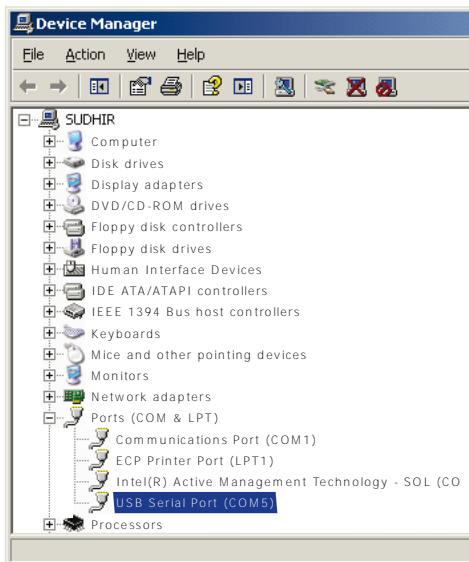 Device Manager
File Action View Help
SUDHIR
Computer
Disk drives
Display adapters
DVD/CD-ROM drives
Floppy disk controllers
Floppy disk drives
Human Interface Devices
IDE ATA/ATAPI controllers
IEEE 1394 Bus host controllers
Keyboards
Mice and other pointing devices
Monitors
Network adapters
Ports (COM & LPT)
Communications Port (COM1)
ECP Printer Port (LPT1)
Intel(R) Active Management Technology - SOL (CO
USB Serial Port (COM5)
Processors